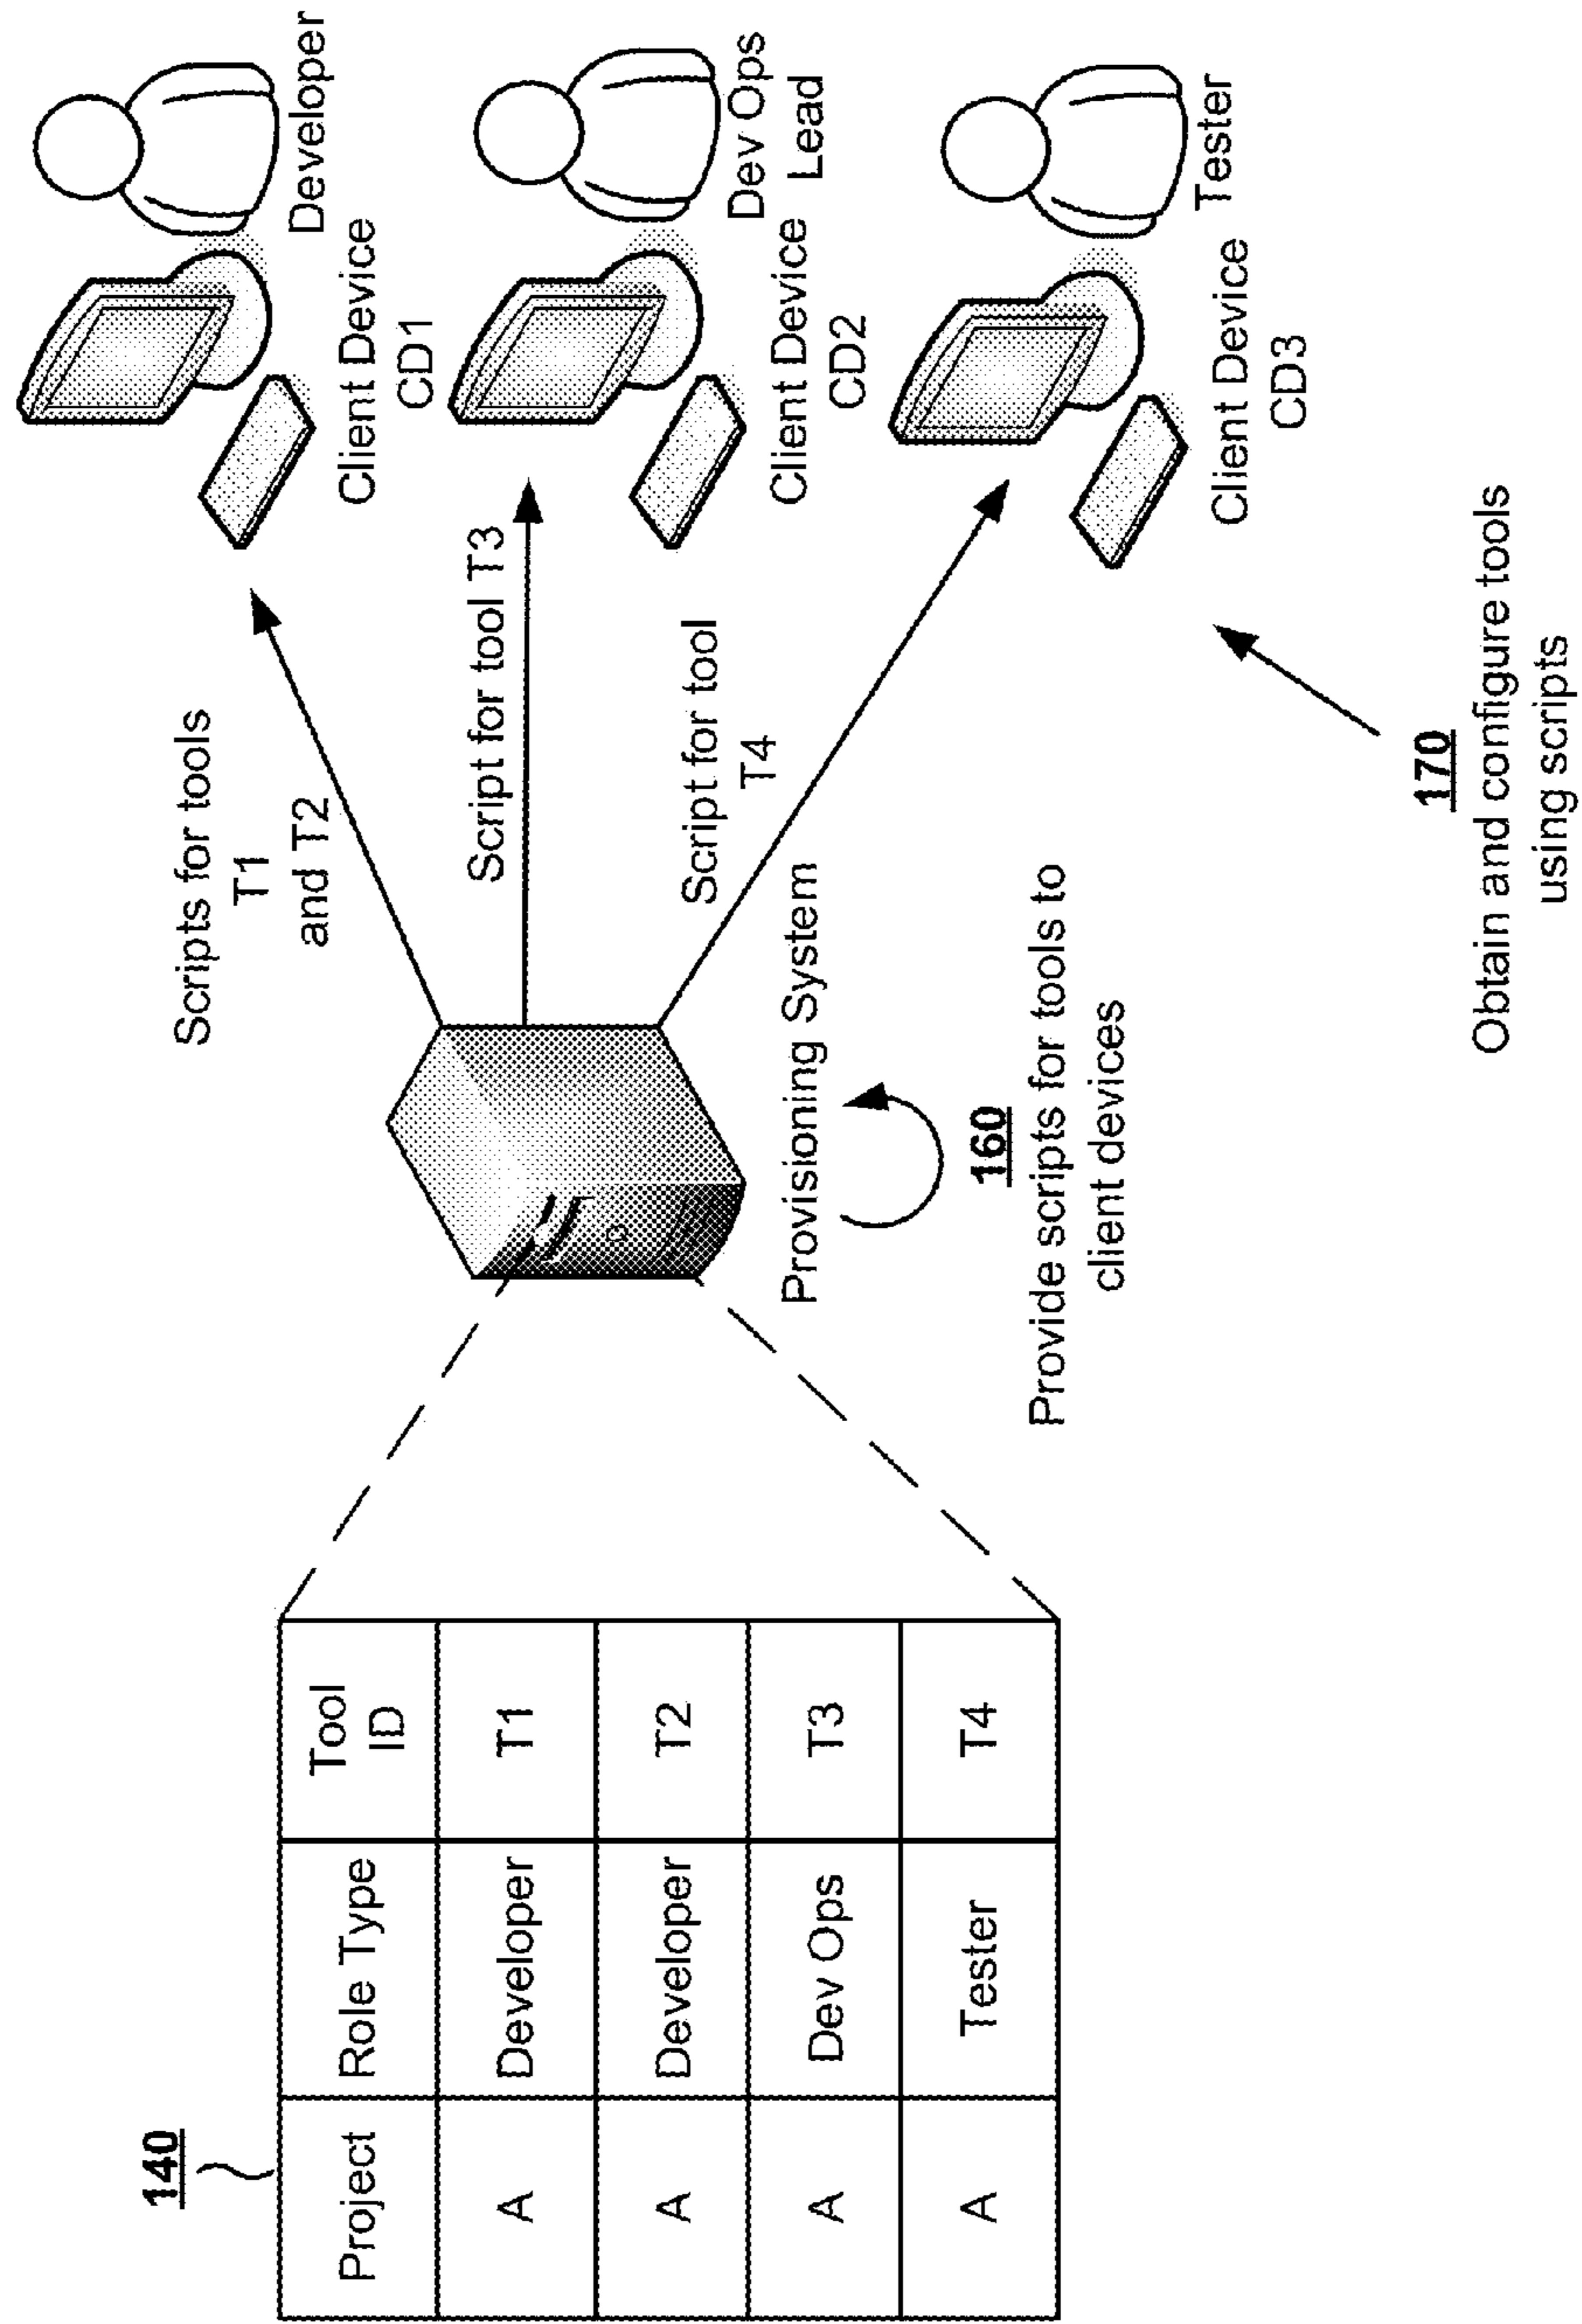 140
Project
Role Type
Tool
ID
A
Developer
T1
A
Developer
T2
A
Dev Ops
T3
A
Tester
T4
Provisioning System
160
Provide scripts for tools to
client devices
Scripts for tools
T1
and T2
Script for tool T3
Script for tool
T4
Developer
Client Device
CD1
Dev Ops
Lead
Client Device
CD2
Tester
Client Device
CD3
170
Obtain and configure tools
using scripts